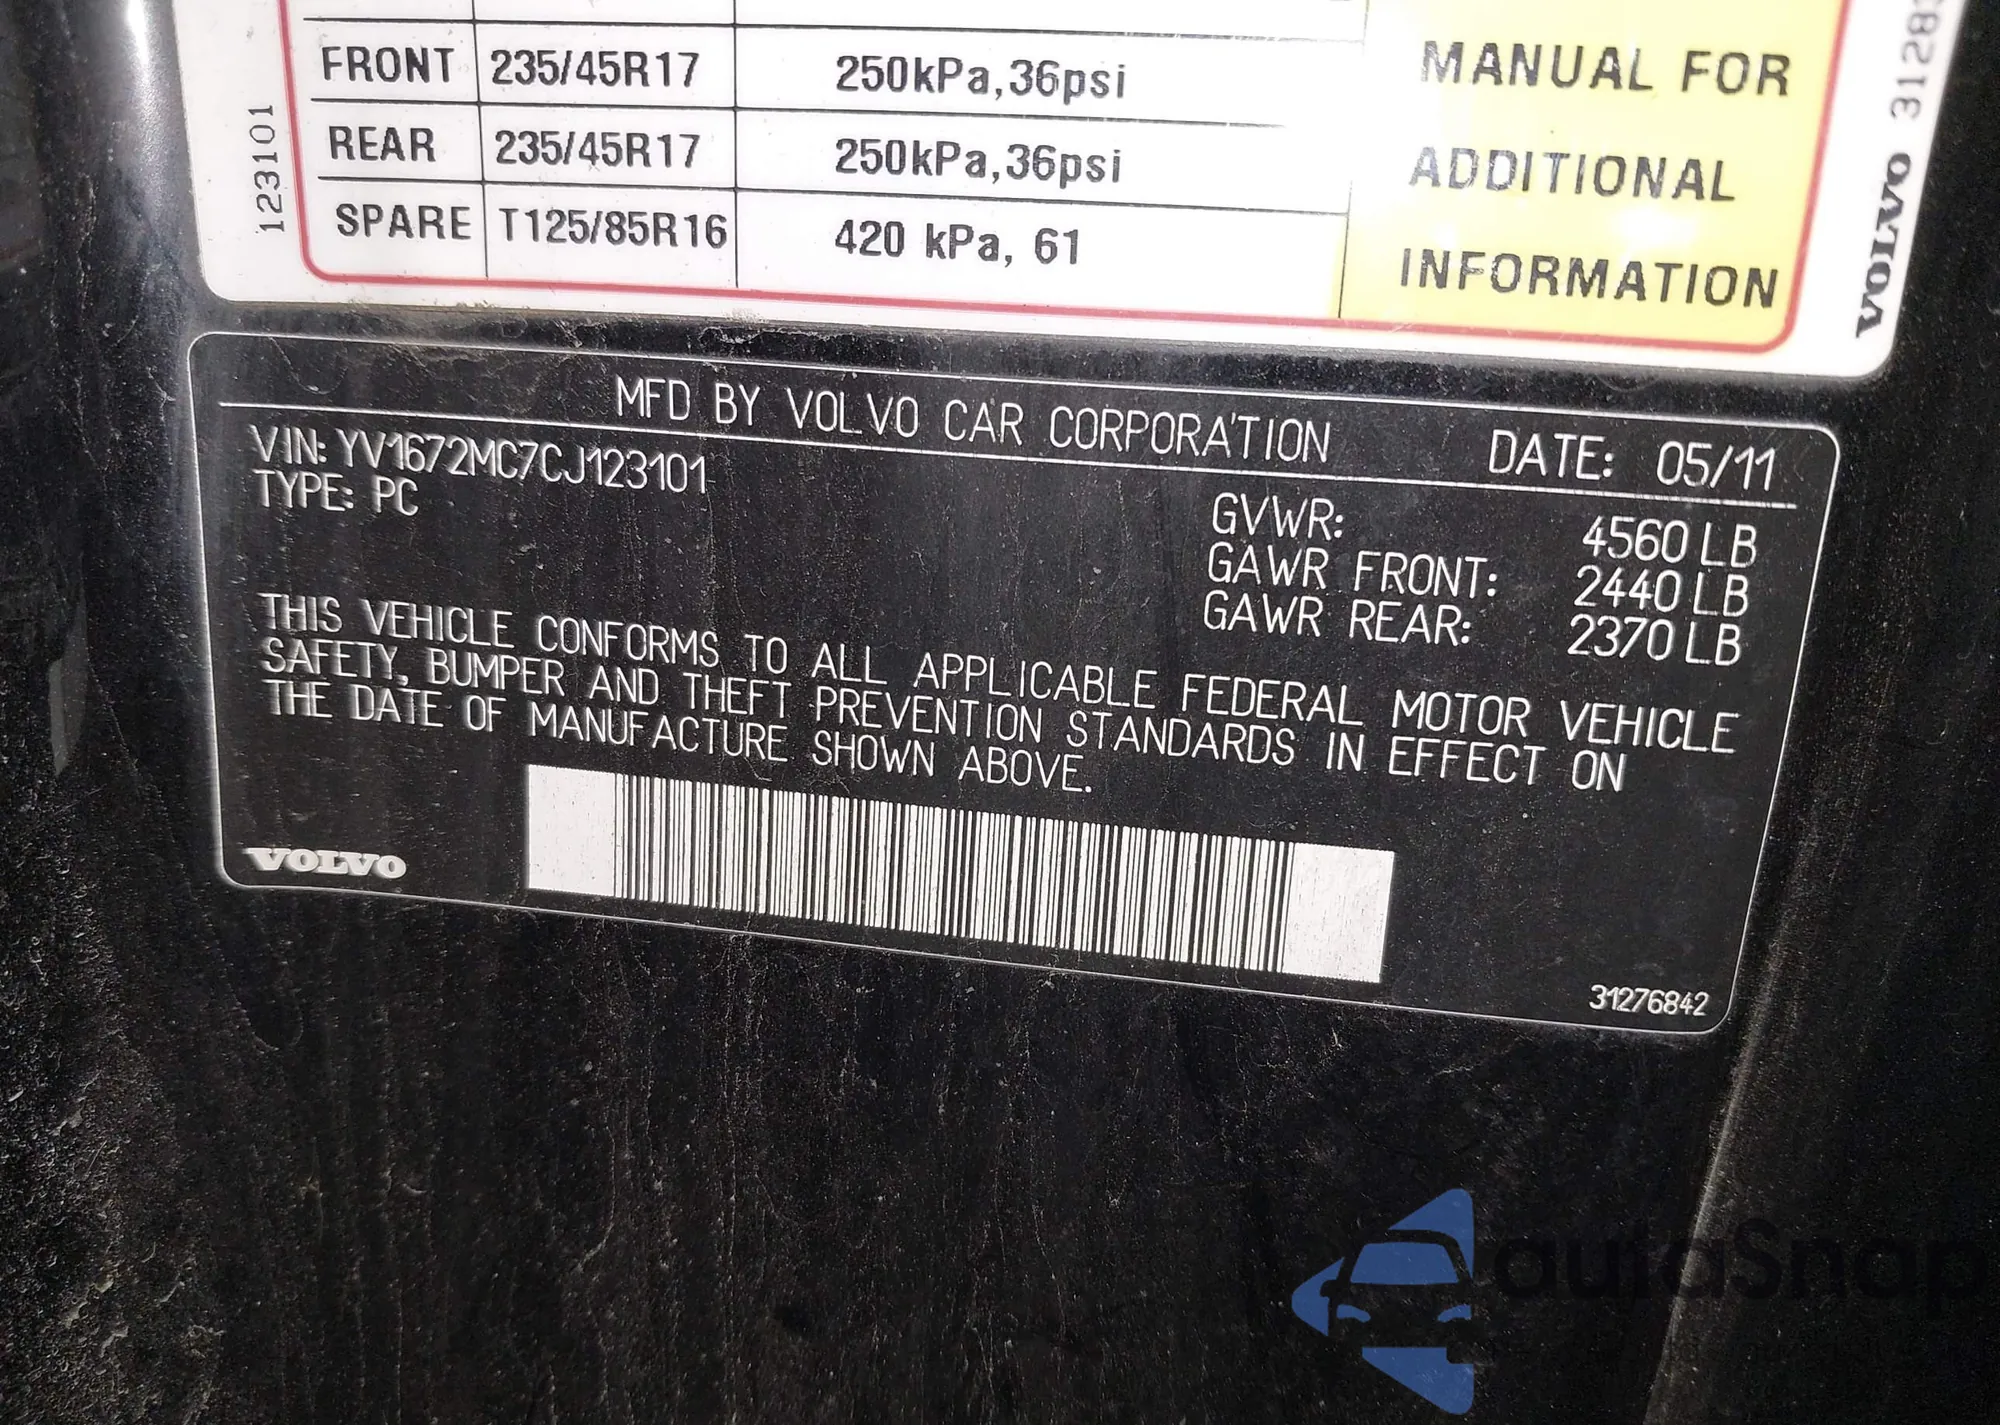 FRONT 235/45R17 250kPa,36psi
REAR 235/45R17 250kPa,36psi
SPARE T125/85R16 420 kPa, 61
MANUAL FOR
ADDITIONAL
INFORMATION
123101
VOLVO
MFD BY VOLVO CAR CORPORATION DATE: 05/11
VIN: YV1672MC7CJ123101
TYPE: PC
GVWR: 4560 LB
GAWR FRONT: 2440 LB
GAWR REAR: 2370 LB
THIS VEHICLE CONFORMS TO ALL APPLICABLE FEDERAL MOTOR VEHICLE
SAFETY, BUMPER AND THEFT PREVENTION STANDARDS IN EFFECT ON
THE DATE OF MANUFACTURE SHOWN ABOVE.
VOLVO
31276842
autoSnap